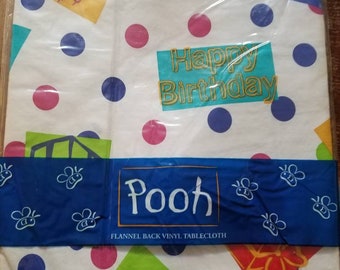 Happy
Birthday
Pooh
FLANNEL BACK VINYL TABLECLOTH